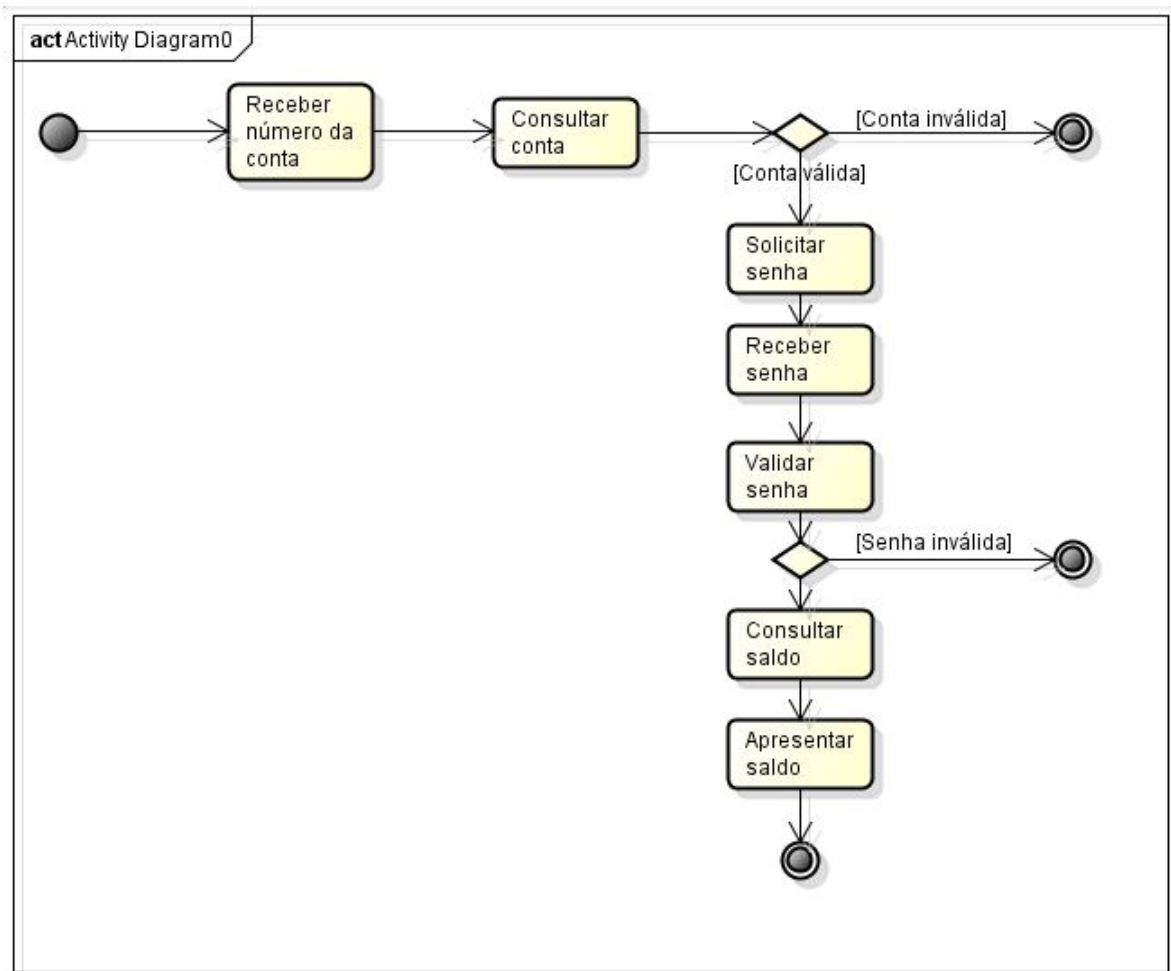 act Activity Diagram0
Receber
número da
conta
Consultar
conta
[Conta inválida]
[Conta válida]
Solicitar
senha
Receber
senha
Validar
senha
[Senha inválida]
Consultar
saldo
Apresentar
saldo